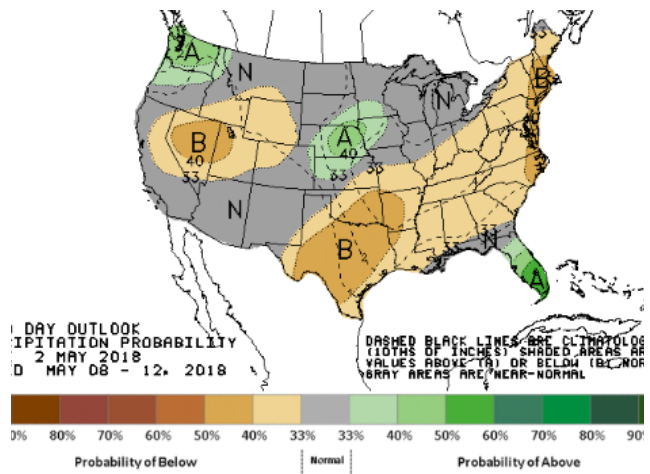 A
N
B
40
33
N
A
40
33
33
N
B
B
N
A
DAY OUTLOOK
IPITATION PROBABILITY
2 MAY 2018
D MAY 08 - 12, 2018
DASHED BLACK LINES ARE CLIMATOLOG
(10THS OF INCHES) SHADED AREAS AR
VALUES ABOVE (A) OR BELOW (B) NOR
GRAY AREAS ARE NEAR-NORMAL
0% 80% 70% 60% 50% 40% 33% 33% 40% 50% 60% 70% 80% 90%
Probability of Below Normal Probability of Above